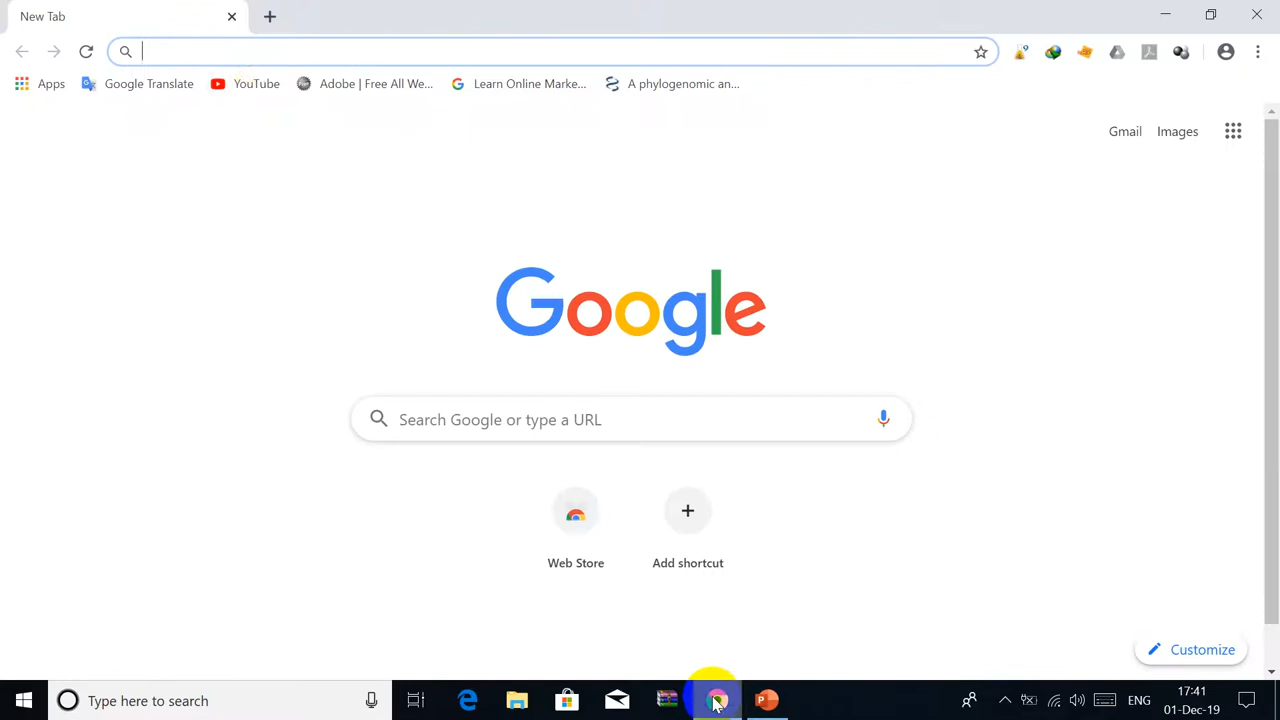 New Tab
Apps
Google Translate
YouTube
Adobe | Free All We...
Learn Online Marke...
A phylogenomic an...
Gmail
Images
Google
Search Google or type a URL
Web Store
Add shortcut
Customize
Type here to search
ENG
17:41
01-Dec-19